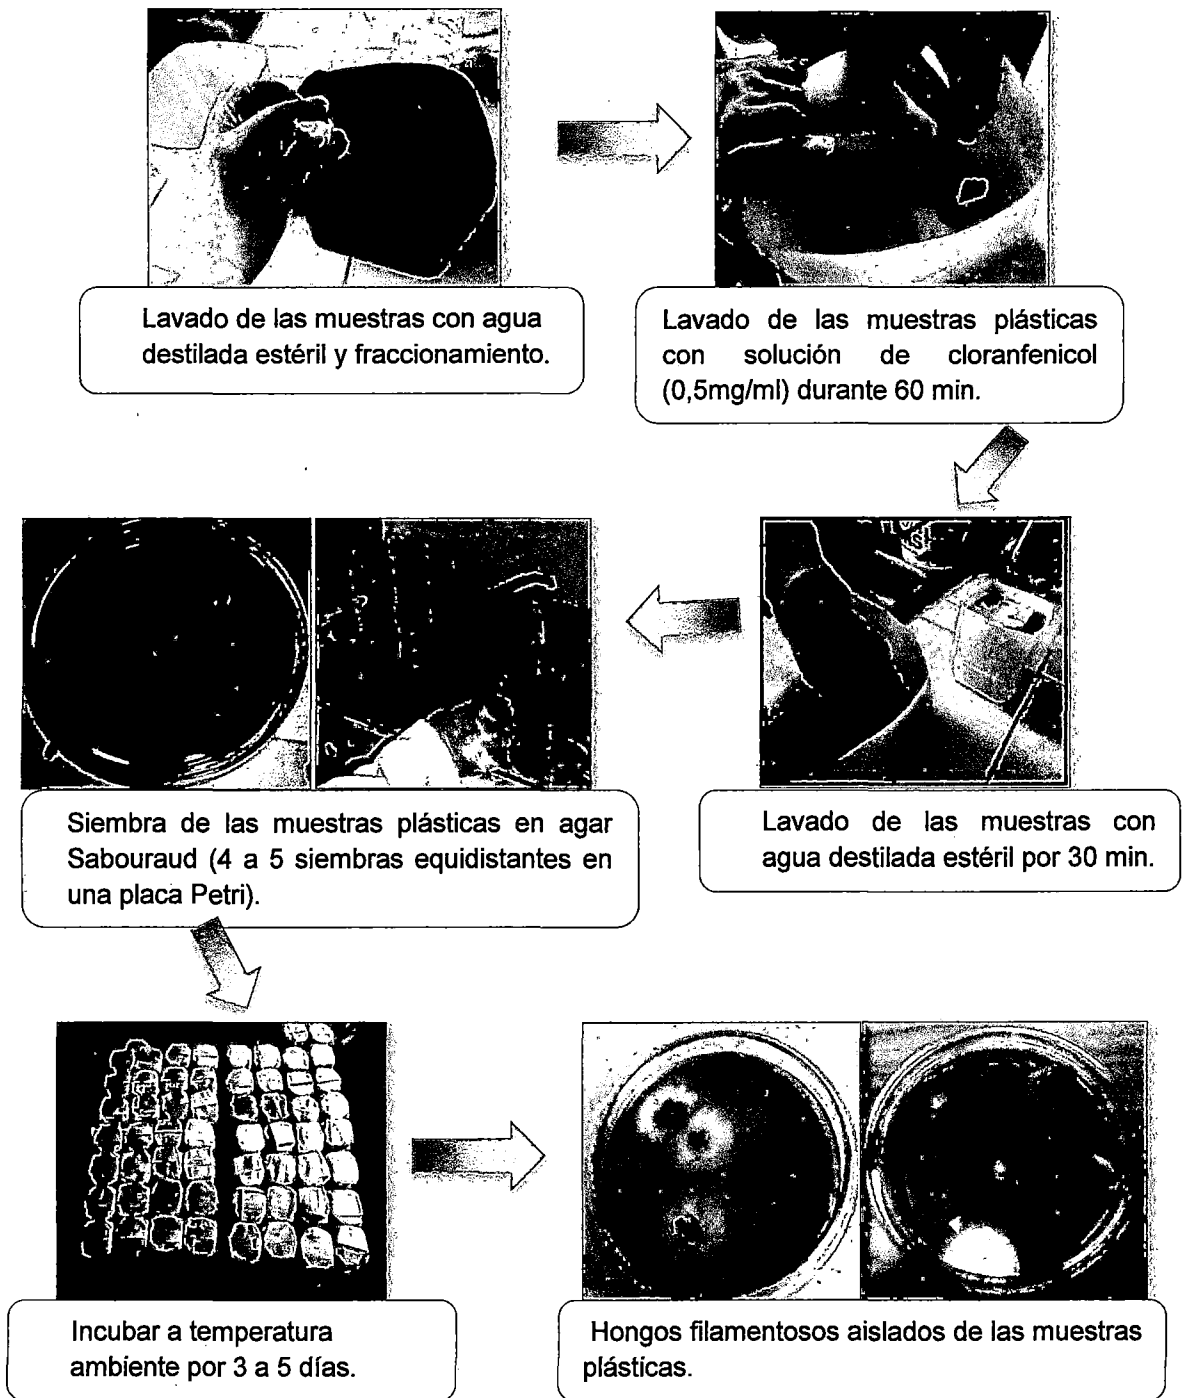 Lavado de las muestras con agua
destilada estéril y fraccionamiento.
Lavado de las muestras plásticas
con solución de cloranfenicol
(0,5mg/ml) durante 60 min.
Lavado de las muestras con
agua destilada estéril por 30 min.
Siembra de las muestras plásticas en agar
Sabouraud (4 a 5 siembras equidistantes en
una placa Petri).
Incubar a temperatura
ambiente por 3 a 5 días.
Hongos filamentosos aislados de las muestras
plásticas.